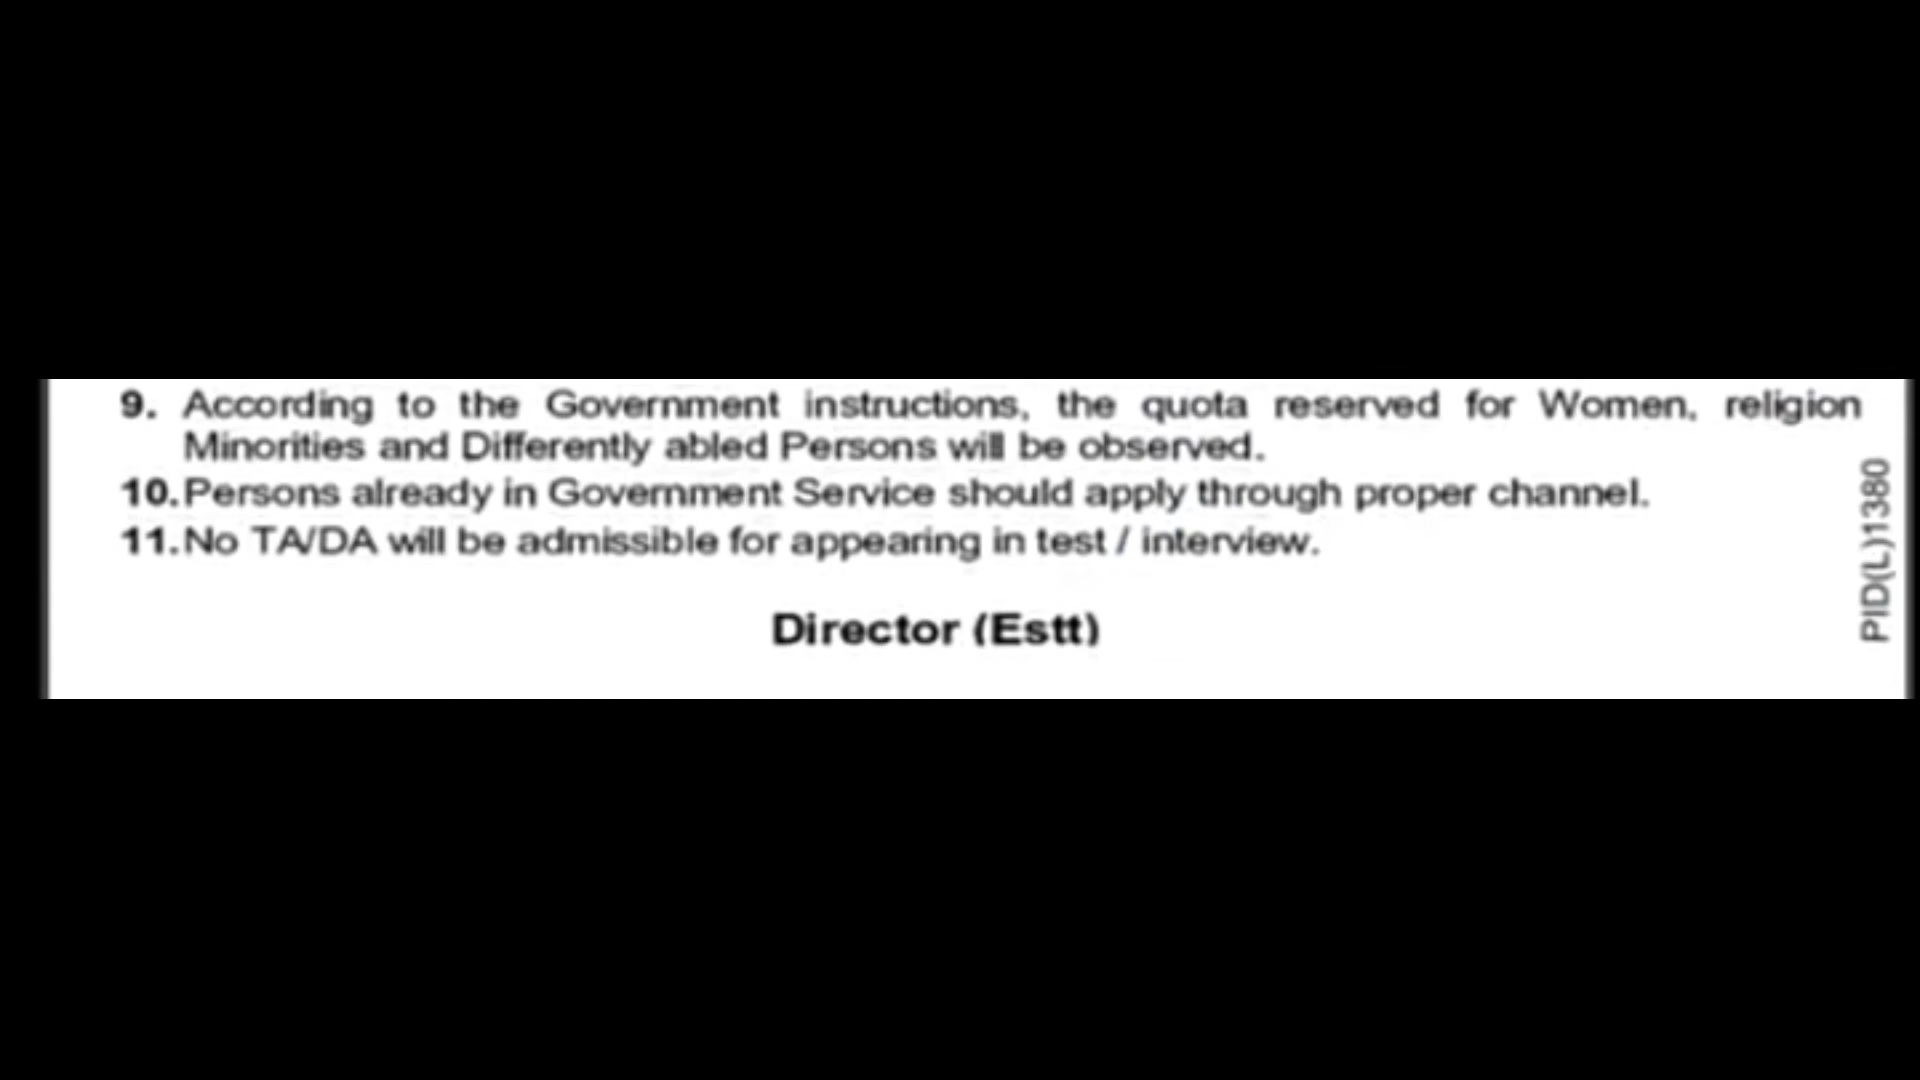 9. According to the Government instructions, the quota reserved for Women, religion
Minorities and Differently abled Persons will be observed.
10. Persons already in Government Service should apply through proper channel.
11. No TA/DA will be admissible for appearing in test / interview.
Director (Estt)
PID(L)1380